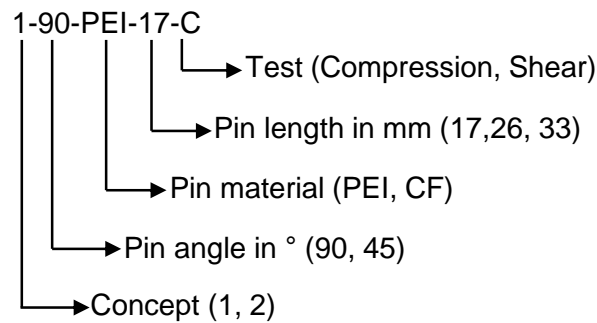 1-90-PEI-17-C
Test (Compression, Shear)
Pin length in mm (17,26, 33)
Pin material (PEI, CF)
Pin angle in ° (90, 45)
Concept (1, 2)